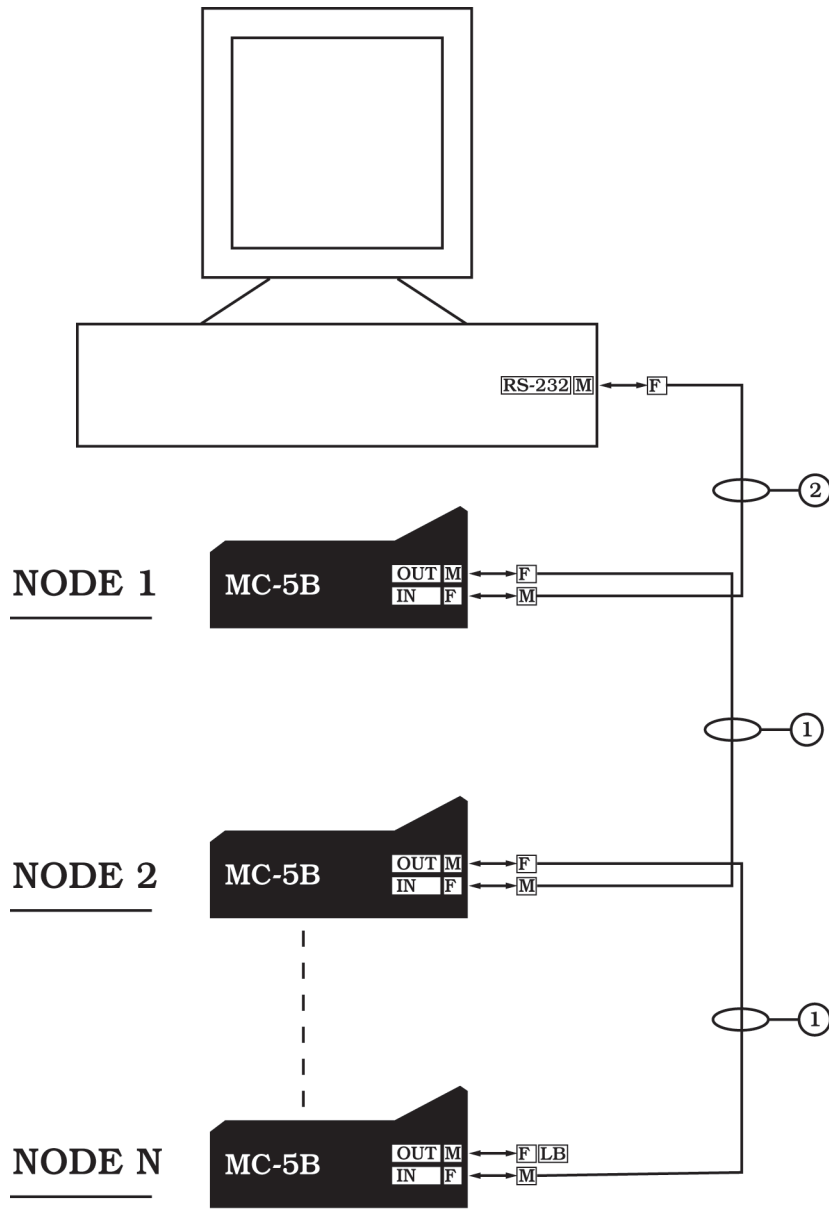 RS-232 M F
2
NODE 1 MC-5B OUT M F
IN F M
1
NODE 2 MC-5B OUT M F
IN F M
1
NODE N MC-5B OUT M F LB
IN F M